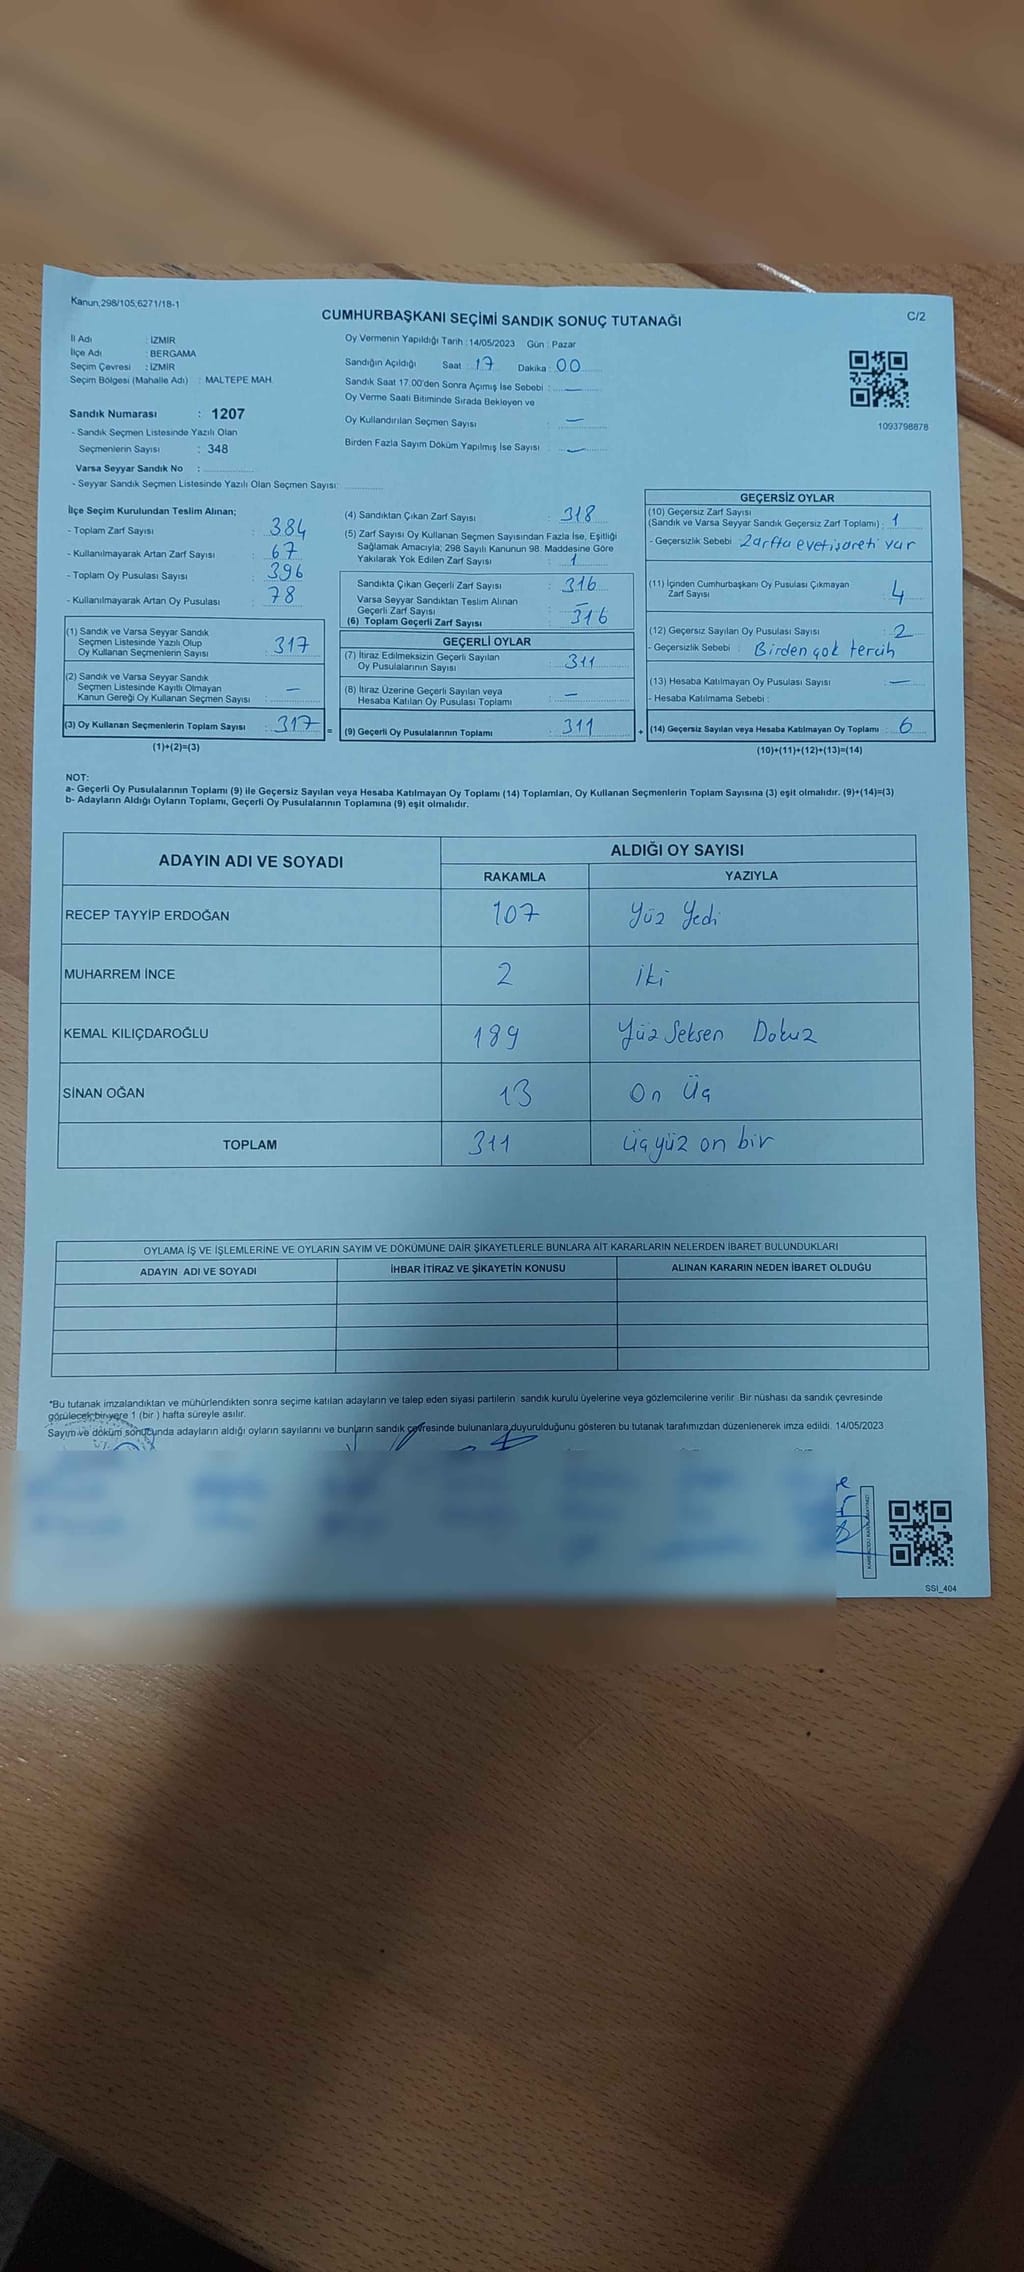 Kanun,298/105,6271/18-1
CUMHURBAŞKANI SEÇİMİ SANDIK SONUÇ TUTANAĞI
C/2
İl Adı : İZMİR
İlçe Adı : BERGAMA
Seçim Çevresi : İZMİR
Seçim Bölgesi (Mahalle Adı) : MALTEPE MAH.
Sandık Numarası : 1207
- Sandık Seçmen Listesinde Yazılı Olan
Seçmenlerin Sayısı : 348
Varsa Seyyar Sandık No :
- Seyyar Sandık Seçmen Listesinde Yazılı Olan Seçmen Sayısı:
Oy Vermenin Yapıldığı Tarih : 14/05/2023 Gün : Pazar
Sandığın Açıldığı Saat : 17 Dakika : 00
Sandık Saat 17.00'den Sonra Açımış İse Sebebi : —
Oy Verme Saati Bitiminde Sırada Bekleyen ve
Oy Kullandırılan Seçmen Sayısı : —
Birden Fazla Sayım Döküm Yapılmış İse Sayısı : —
1093798878
İlçe Seçim Kurulundan Teslim Alınan;
- Toplam Zarf Sayısı : 384
- Kullanılmayarak Artan Zarf Sayısı : 67
- Toplam Oy Pusulası Sayısı : 396
- Kullanılmayarak Artan Oy Pusulası : 78
(1) Sandık ve Varsa Seyyar Sandık
Seçmen Listesinde Yazılı Olup
Oy Kullanan Seçmenlerin Sayısı : 317
(2) Sandık ve Varsa Seyyar Sandık
Seçmen Listesinde Kayıtlı Olmayan
Kanun Gereği Oy Kullanan Seçmen Sayısı : —
(3) Oy Kullanan Seçmenlerin Toplam Sayısı : 317
(1)+(2)=(3)
(4) Sandıktan Çıkan Zarf Sayısı : 318
(5) Zarf Sayısı Oy Kullanan Seçmen Sayısından Fazla İse, Eşitliği
Sağlamak Amacıyla; 298 Sayılı Kanunun 98. Maddesine Göre
Yakılarak Yok Edilen Zarf Sayısı : 1
Sandıkta Çıkan Geçerli Zarf Sayısı : 316
Varsa Seyyar Sandıktan Teslim Alınan
Geçerli Zarf Sayısı : —
(6) Toplam Geçerli Zarf Sayısı : 316
GEÇERLİ OYLAR
(7) İtiraz Edilmeksizin Geçerli Sayılan
Oy Pusulalarının Sayısı : 311
(8) İtiraz Üzerine Geçerli Sayılan veya
Hesaba Katılan Oy Pusulası Toplamı : —
= (9) Geçerli Oy Pusulalarının Toplamı : 311
GEÇERSİZ OYLAR
(10) Geçersiz Zarf Sayısı
(Sandık ve Varsa Seyyar Sandık Geçersiz Zarf Toplamı) : 1
- Geçersizlik Sebebi : Zarfta evet işareti var
(11) İçinden Cumhurbaşkanı Oy Pusulası Çıkmayan
Zarf Sayısı : 4
(12) Geçersiz Sayılan Oy Pusulası Sayısı : 2
- Geçersizlik Sebebi : Birden çok tercih
(13) Hesaba Katılmayan Oy Pusulası Sayısı : —
- Hesaba Katılmama Sebebi :
+ (14) Geçersiz Sayılan veya Hesaba Katılmayan Oy Toplamı : 6
(10)+(11)+(12)+(13)=(14)
NOT:
a- Geçerli Oy Pusulalarının Toplamı (9) ile Geçersiz Sayılan veya Hesaba Katılmayan Oy Toplamı (14) Toplamları, Oy Kullanan Seçmenlerin Toplam Sayısına (3) eşit olmalıdır. (9)+(14)=(3)
b- Adayların Aldığı Oyların Toplamı, Geçerli Oy Pusulalarının Toplamına (9) eşit olmalıdır.
ADAYIN ADI VE SOYADI ALDIĞI OY SAYISI
RAKAMLA YAZIYLA
RECEP TAYYİP ERDOĞAN 107 Yüz Yedi
MUHARREM İNCE 2 İki
KEMAL KILIÇDAROĞLU 189 Yüz Seksen Dokuz
SİNAN OĞAN 13 On Üç
TOPLAM 311 üçyüz on bir
OYLAMA İŞ VE İŞLEMLERİNE VE OYLARIN SAYIM VE DÖKÜMÜNE DAİR ŞİKAYETLERLE BUNLARA AİT KARARLARIN NELERDEN İBARET BULUNDUKLARI
ADAYIN ADI VE SOYADI İHBAR İTİRAZ VE ŞİKAYETİN KONUSU ALINAN KARARIN NEDEN İBARET OLDUĞU
*Bu tutanak imzalandıktan ve mühürlendikten sonra seçime katılan adayların ve talep eden siyasi partilerin sandık kurulu üyelerine veya gözlemcilerine verilir. Bir nüshası da sandık çevresinde
görülecek bir yere 1 (bir) hafta süreyle asılır.
Sayım ve döküm sonucunda adayların aldığı oyların sayılarını ve bunların sandık çevresinde bulunanlara duyurulduğunu gösteren bu tutanak tarafımızdan düzenlenerek imza edildi. 14/05/2023
SSI_404